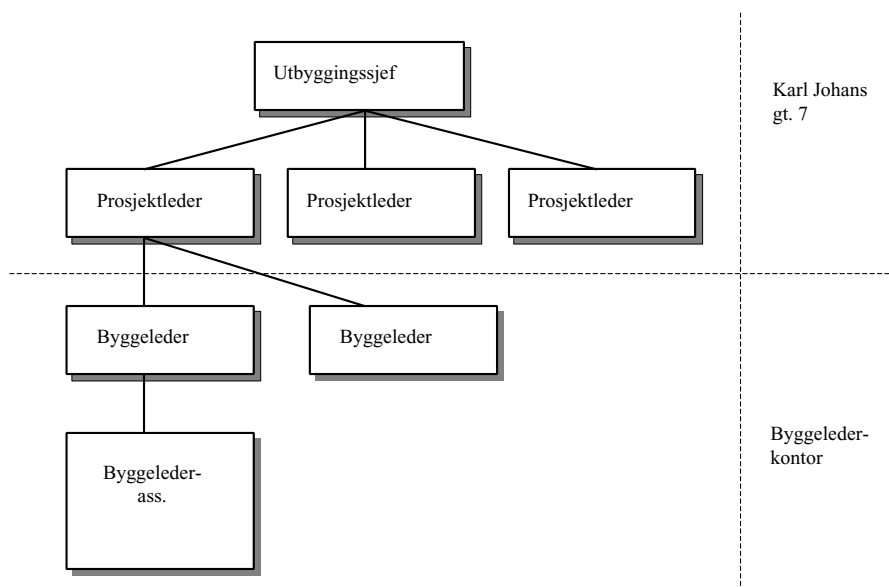 Utbyggingssjef
Karl Johans
gt. 7
Prosjektleder
Prosjektleder
Prosjektleder
Byggeleder
Byggeleder
Byggeleder-
kontor
Byggeleder-
ass.